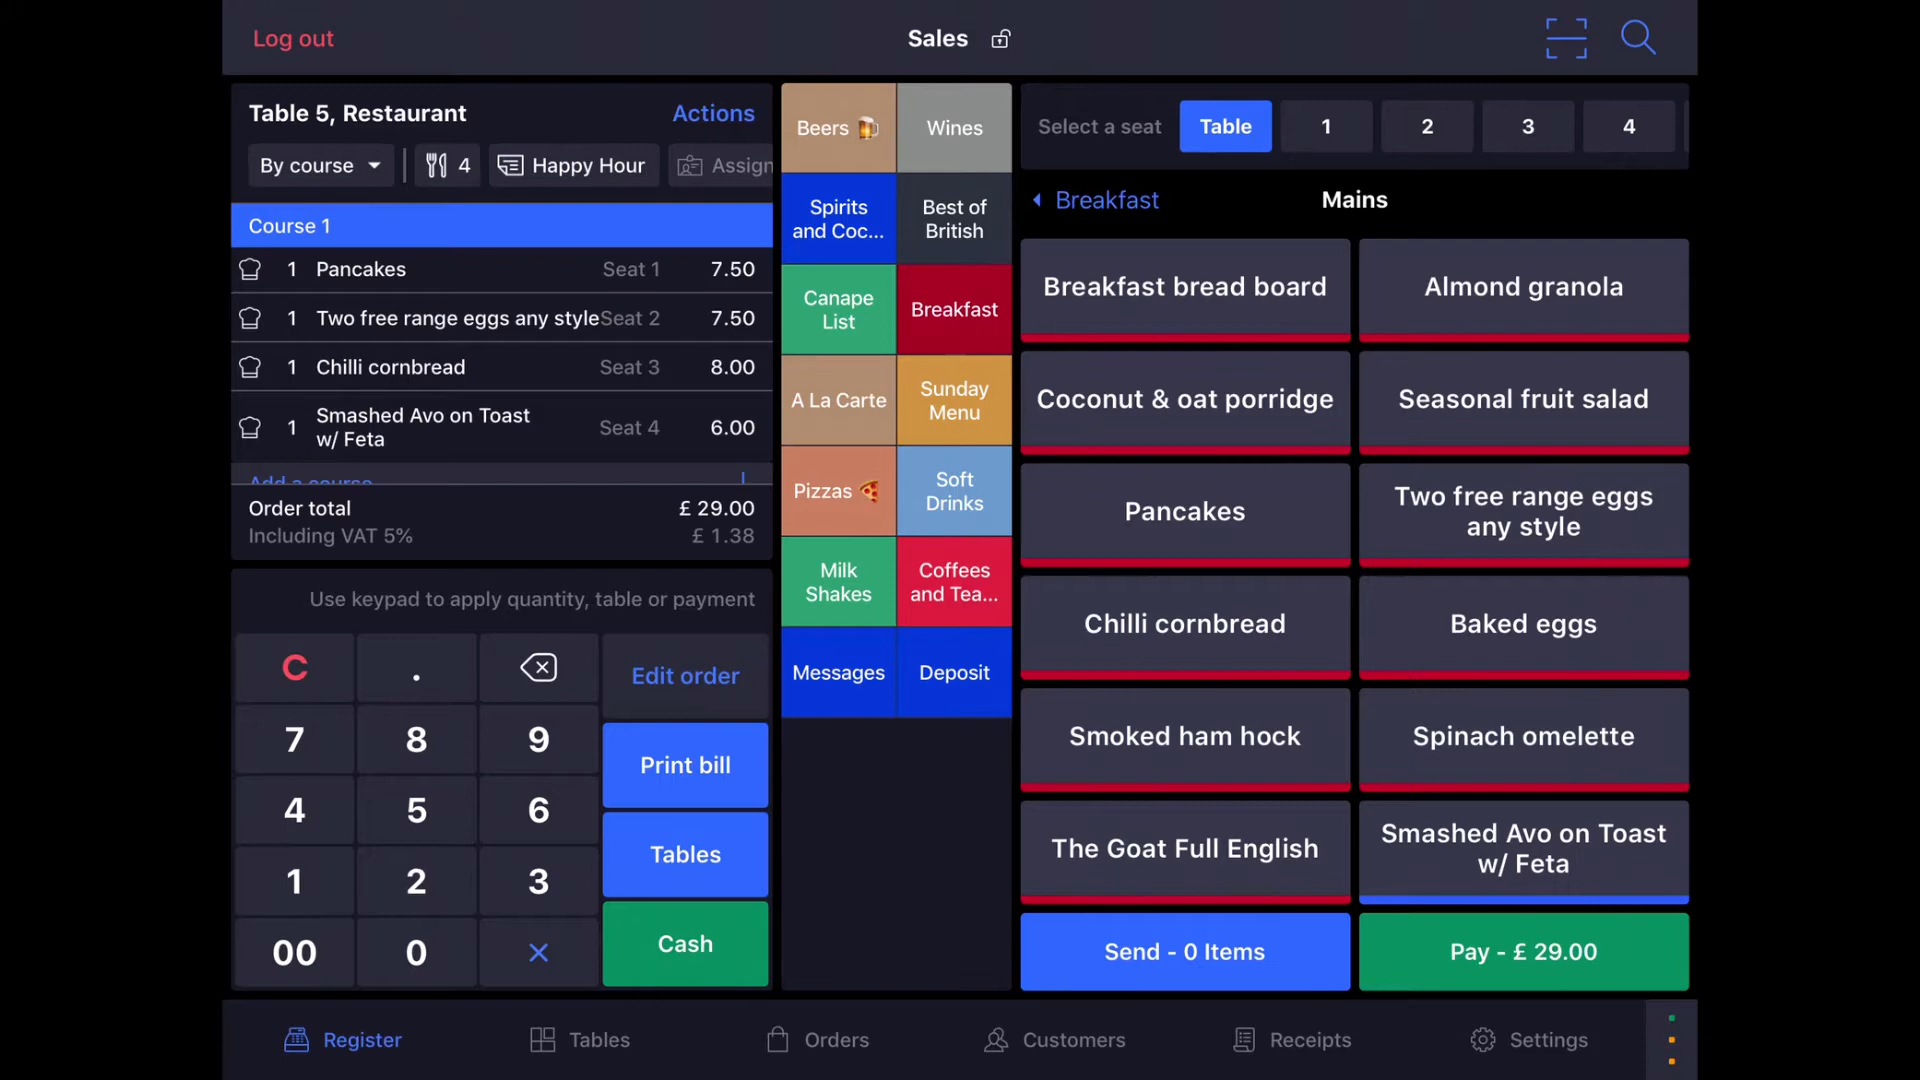 Log out
Sales
Table 5, Restaurant
Actions
By course
4
Happy Hour
Assign
Course 1
1 Pancakes Seat 1 7.50
1 Two free range eggs any style Seat 2 7.50
1 Chilli cornbread Seat 3 8.00
1 Smashed Avo on Toast
w/ Feta Seat 4 6.00
Add a course
Order total £ 29.00
Including VAT 5% £ 1.38
Use keypad to apply quantity, table or payment
C .
Edit order
7 8 9
Print bill
4 5 6
Tables
1 2 3
Cash
00 0 ×
Beers
Wines
Spirits
and Coc...
Best of
British
Canape
List
Breakfast
A La Carte
Sunday
Menu
Pizzas
Soft
Drinks
Milk
Shakes
Coffees
and Tea...
Messages
Deposit
Select a seat Table 1 2 3 4
Breakfast
Mains
Breakfast bread board
Almond granola
Coconut & oat porridge
Seasonal fruit salad
Pancakes
Two free range eggs
any style
Chilli cornbread
Baked eggs
Smoked ham hock
Spinach omelette
The Goat Full English
Smashed Avo on Toast
w/ Feta
Send - 0 Items
Pay - £ 29.00
Register
Tables
Orders
Customers
Receipts
Settings